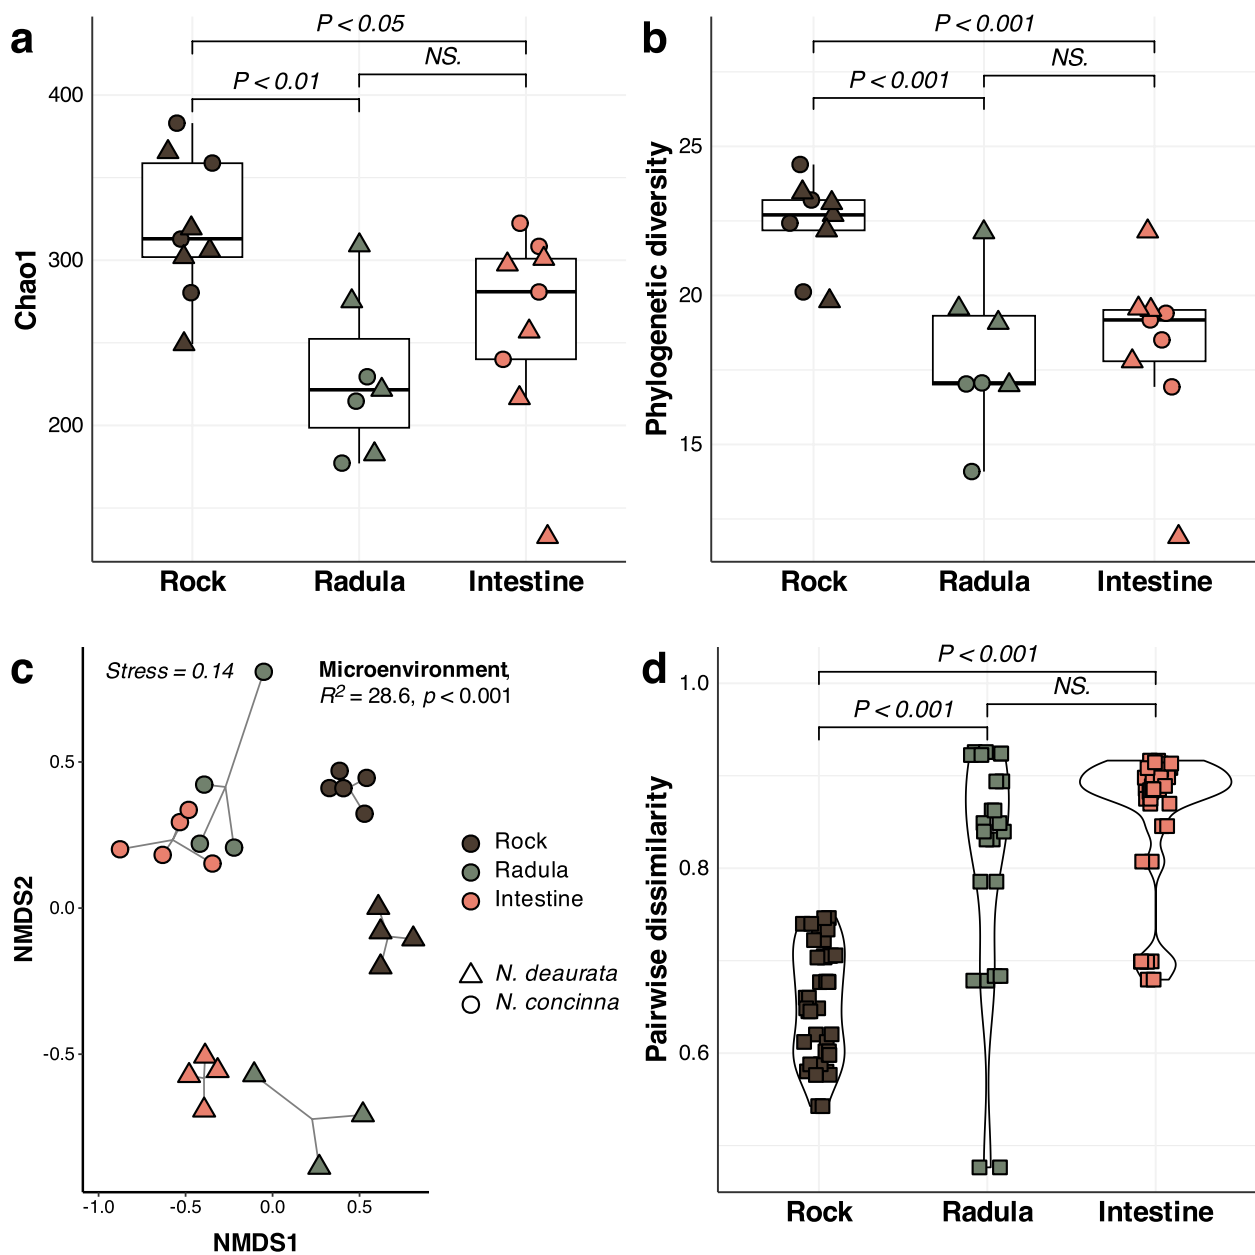 a
P < 0.05
NS.
P < 0.01
400
300
200
Chao1
Rock
Radula
Intestine
b
P < 0.001
NS.
P < 0.001
25
20
15
Phylogenetic diversity
Rock
Radula
Intestine
c
Stress = 0.14
Microenvironment,
R2 = 28.6, p < 0.001
0.5
0.0
-0.5
NMDS2
-1.0
-0.5
0.0
0.5
NMDS1
Rock
Radula
Intestine
N. deaurata
N. concinna
d
P < 0.001
NS.
P < 0.001
1.0
0.8
0.6
Pairwise dissimilarity
Rock
Radula
Intestine